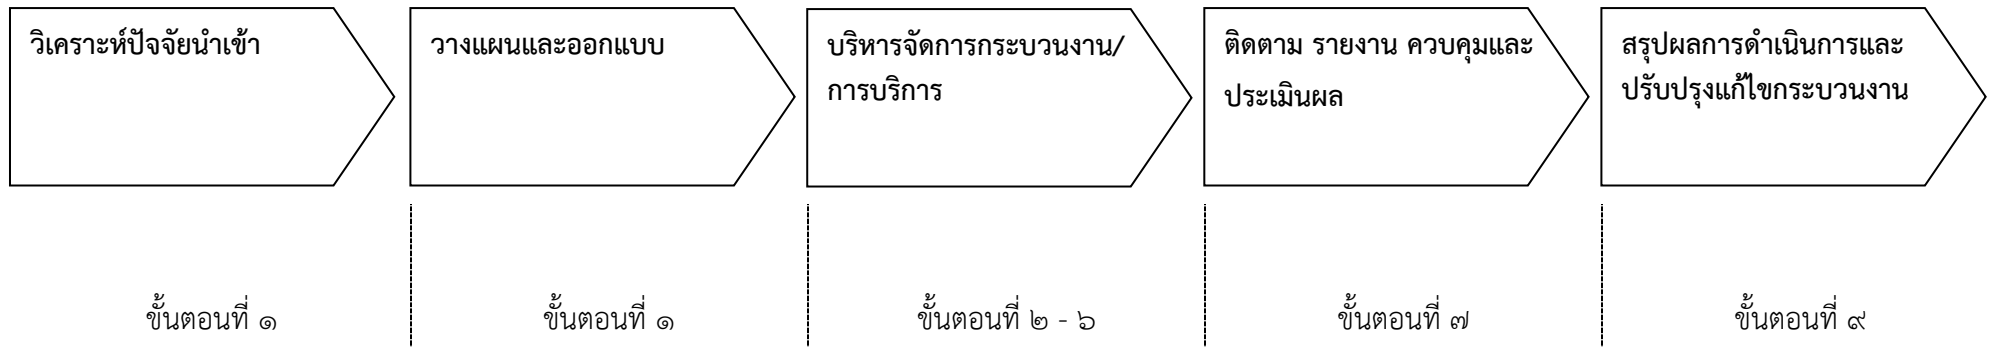 วิเคราะห์ปัจจัยนำเข้า
วางแผนและออกแบบ
บริหารจัดการกระบวนงาน/
การบริการ
ติดตาม รายงาน ควบคุมและ
ประเมินผล
สรุปผลการดำเนินการและ
ปรับปรุงแก้ไขกระบวนงาน
ขั้นตอนที่ ๑
ขั้นตอนที่ ๑
ขั้นตอนที่ ๒ - ๖
ขั้นตอนที่ ๗
ขั้นตอนที่ ๙